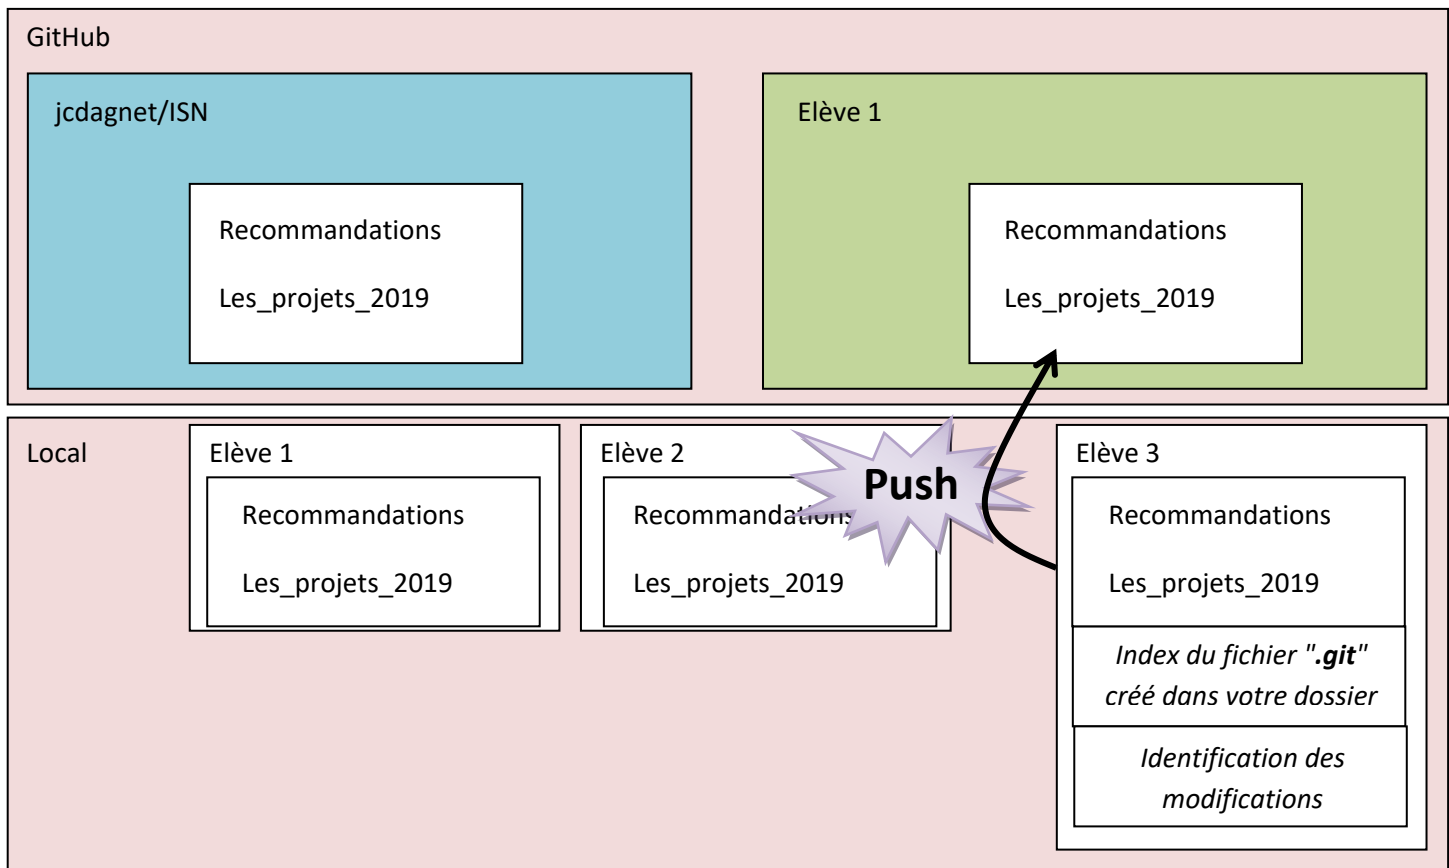 GitHub
jcdagnet/ISN
Recommandations
Les_projets_2019
Elève 1
Recommandations
Les_projets_2019
Local
Elève 1
Recommandations
Les_projets_2019
Elève 2
Recommandations
Les_projets_2019
Push
Elève 3
Recommandations
Les_projets_2019
Index du fichier ".git"
créé dans votre dossier
Identification des
modifications